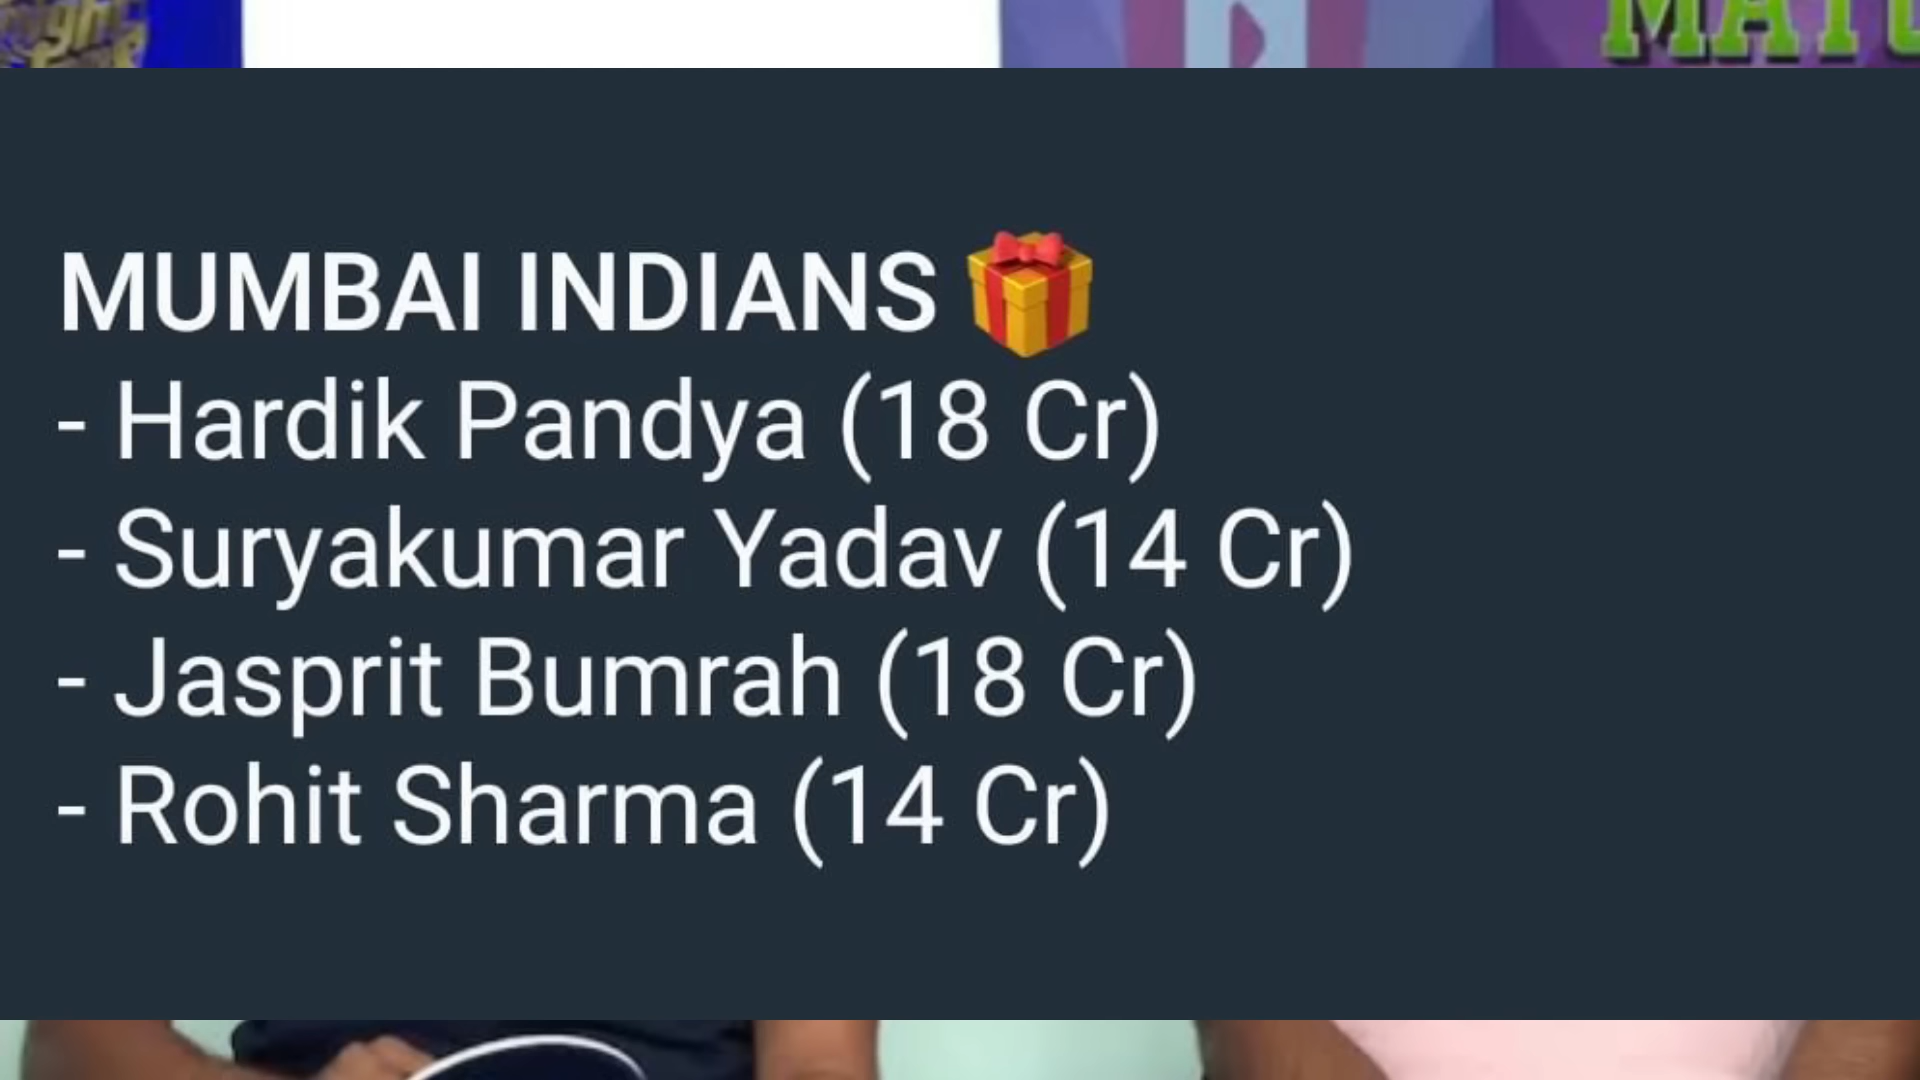 MUMBAI INDIANS 🎁
- Hardik Pandya (18 Cr)
- Suryakumar Yadav (14 Cr)
- Jasprit Bumrah (18 Cr)
- Rohit Sharma (14 Cr)